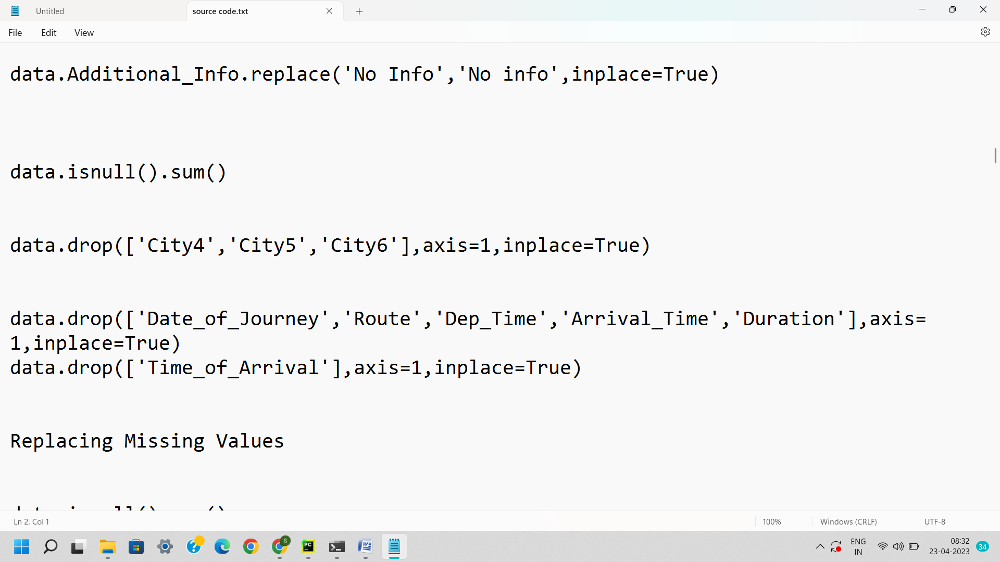 Untitled
source code.txt
File Edit View
data.Additional_Info.replace('No Info','No info',inplace=True)
data.isnull().sum()
data.drop(['City4','City5','City6'],axis=1,inplace=True)
data.drop(['Date_of_Journey','Route','Dep_Time','Arrival_Time','Duration'],axis=
1,inplace=True)
data.drop(['Time_of_Arrival'],axis=1,inplace=True)
Replacing Missing Values
Ln 2, Col 1
100%
Windows (CRLF)
UTF-8
S
PC
ENG
IN
08:32
23-04-2023
34